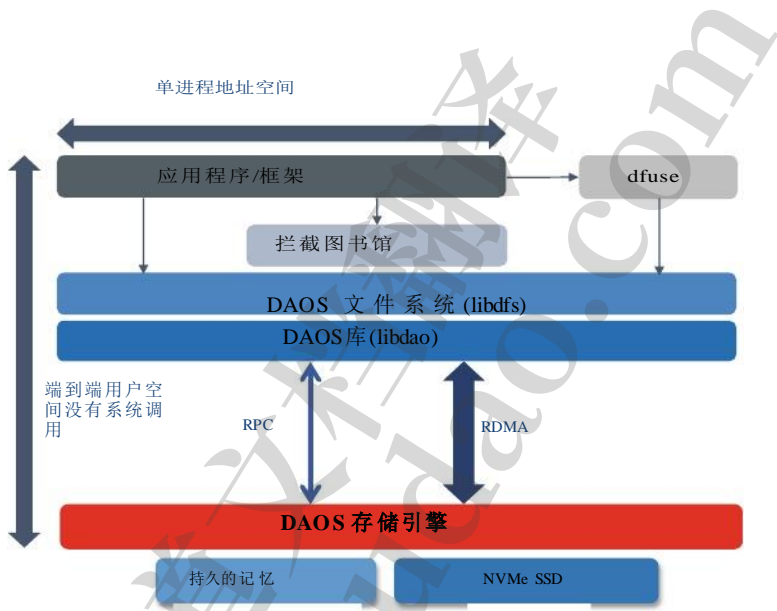 单进程地址空间
应用程序/框架
dfuse
拦截图书馆
DAOS 文件系统(libdfs)
DAOS库(libdao)
端到端用户空
间没有系统调
用
RPC
RDMA
DAOS 存储引擎
持久的记忆
NVMe SSD